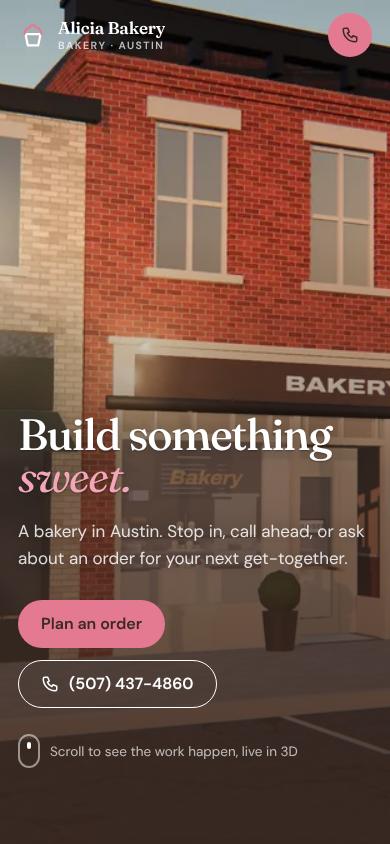 Alicia Bakery
BAKERY · AUSTIN
BAKERY
Build something
sweet.
Bakery
A bakery in Austin. Stop in, call ahead, or ask
about an order for your next get-together.
Plan an order
(507) 437-4860
Scroll to see the work happen, live in 3D